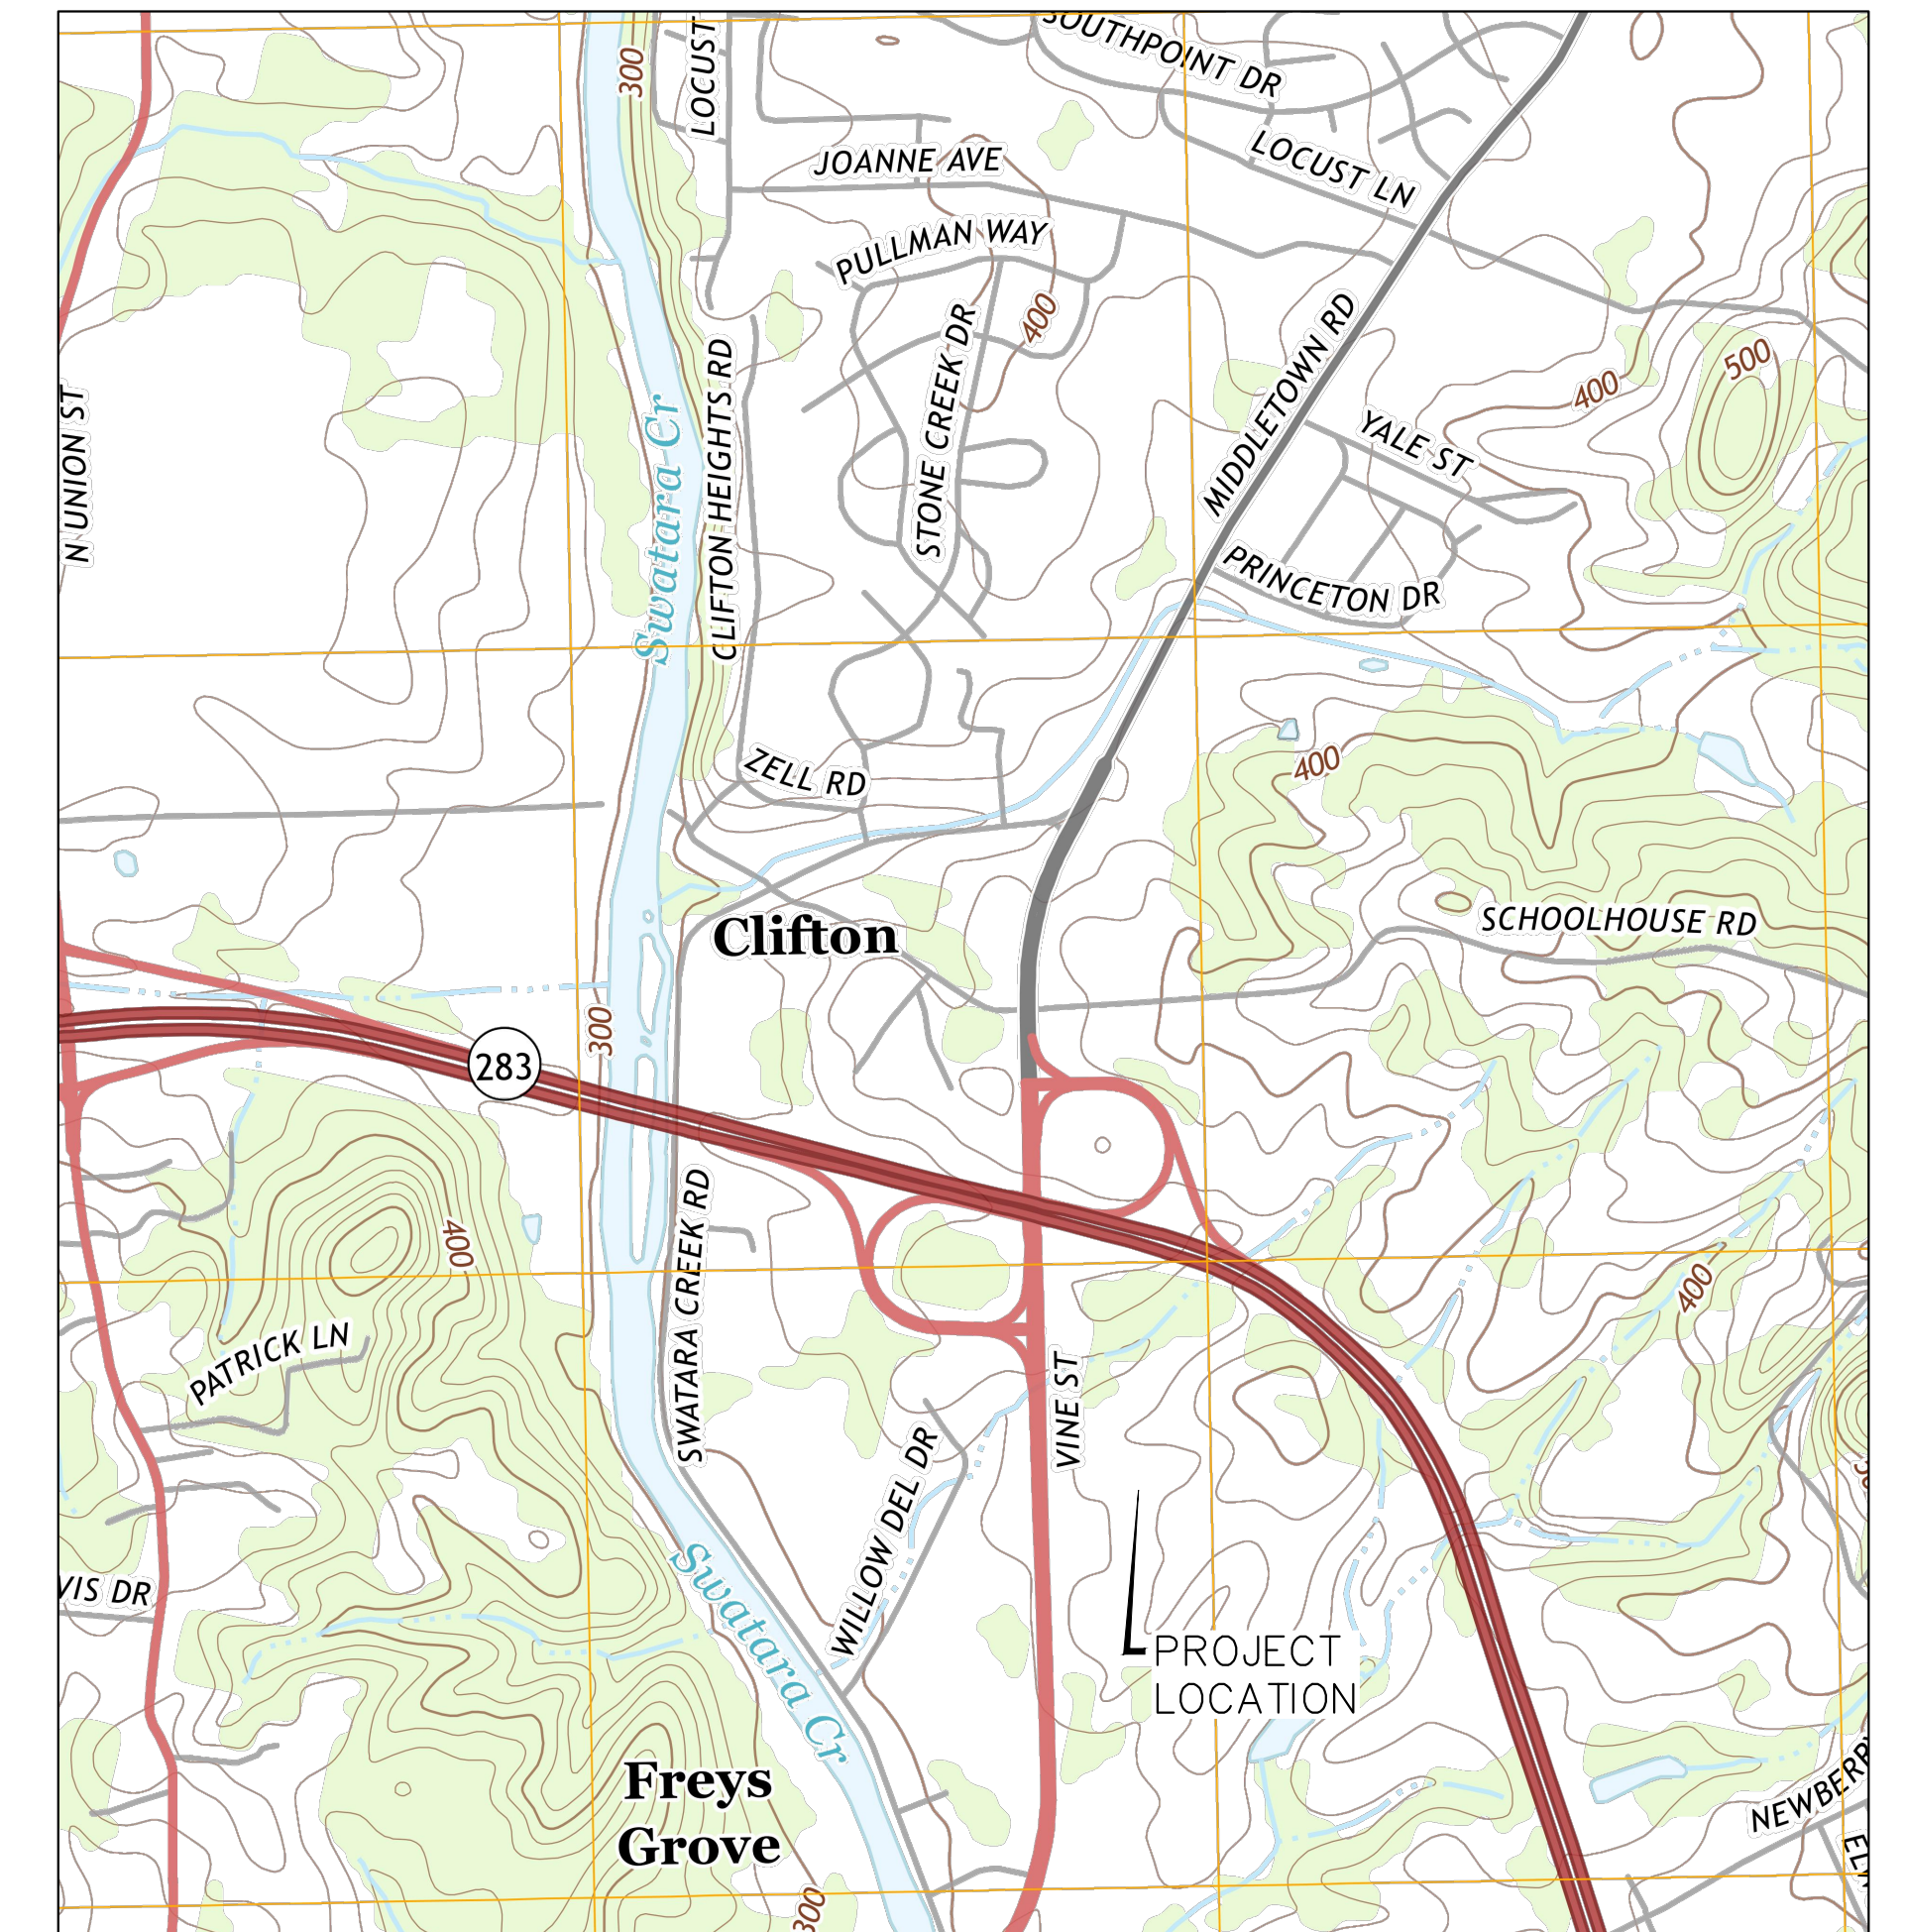 SOUTHPOINT DR
300
LOCUST
JOANNE AVE
LOCUST LN
PULLMAN WAY
400
STONE CREEK DR
MIDDLETOWN RD
500
400
N UNION ST
Swatara Cr
CLIFTON HEIGHTS RD
YALE ST
PRINCETON DR
ZELL RD
400
Clifton
SCHOOLHOUSE RD
300
283
400
SWATARA CREEK RD
400
PATRICK LN
VINE ST
WILLOW DEL DR
VIS DR
Swatara Cr
PROJECT
LOCATION
Freys
Grove
NEWBERRY
300